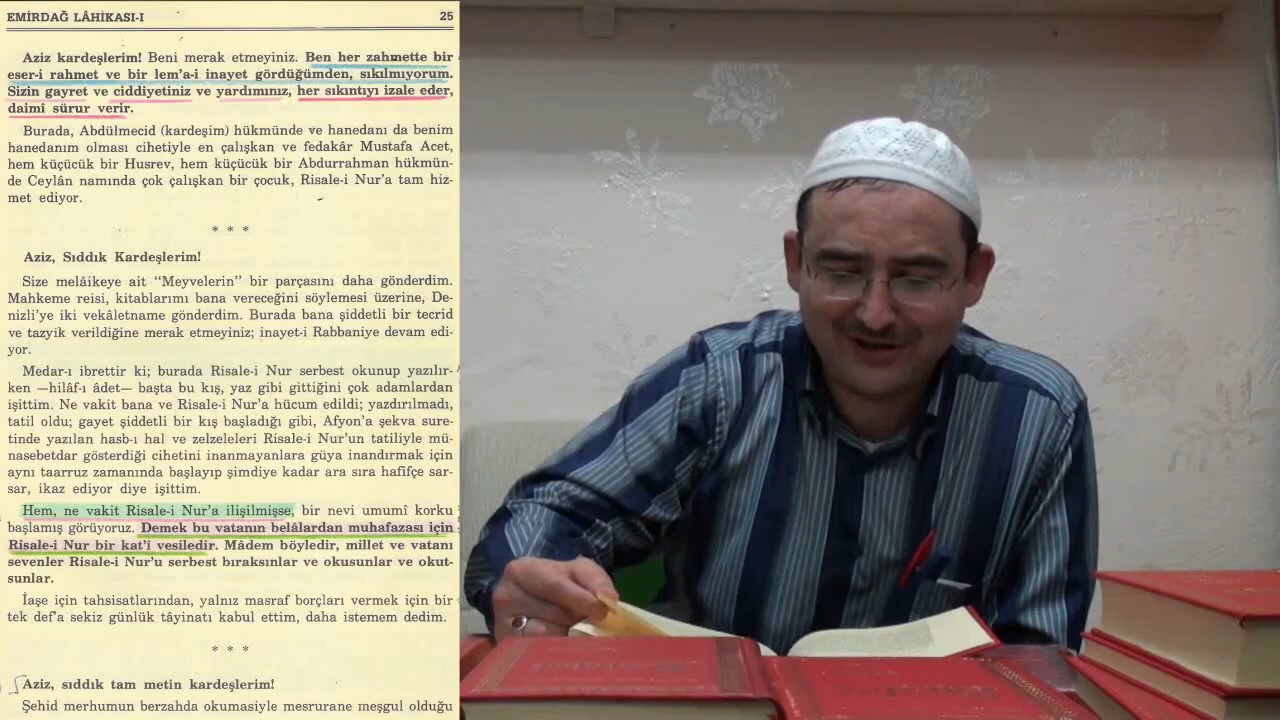 EMİRDAĞ LÂHİKASI-I 25
Aziz kardeşlerim! Beni merak etmeyiniz. Ben her zahmette bir
eser-i rahmet ve bir lem'a-i inayet gördüğümden, sıkılmıyorum.
Sizin gayret ve ciddiyetiniz ve yardımınız, her sıkıntıyı izale eder,
daimî sürur verir.
Burada, Abdülmecid (kardeşim) hükmünde ve hanedanı da benim
hanedanım olması cihetiyle en çalışkan ve fedakâr Mustafa Acet,
hem küçücük bir Husrev, hem küçücük bir Abdurrahman hükmün-
de Ceylân namında çok çalışkan bir çocuk, Risale-i Nur'a tam hiz-
met ediyor.
* * *
Aziz, Sıddık Kardeşlerim!
Size melâikeye ait “Meyvelerin” bir parçasını daha gönderdim.
Mahkeme reisi, kitablarımı bana vereceğini söylemesi üzerine, De-
nizli'ye iki vekâletname gönderdim. Burada bana şiddetli bir tecrid
ve tazyik verildiğine merak etmeyiniz; inayet-i Rabbaniye devam edi-
yor.
Medar-ı ibrettir ki; burada Risale-i Nur serbest okunup yazılır-
ken —hilâf-ı âdet— başta bu kış, yaz gibi gittiğini çok adamlardan
işittim. Ne vakit bana ve Risale-i Nur'a hücum edildi; yazdırılmadı,
tatil oldu; gayet şiddetli bir kış başladığı gibi, Afyon'a şekva sure-
tinde yazılan hasb-ı hal ve zelzeleleri Risale-i Nur'un tatiliyle mü-
nasebetdar gösterdiği cihetini inanmayanlara güya inandırmak için
aynı taarruz zamanında başlayıp şimdiye kadar ara sıra hafifçe sar-
sar, ikaz ediyor diye işittim.
Hem, ne vakit Risale-i Nur'a ilişilmişse, bir nevi umumî korku
başlamış görüyoruz. Demek bu vatanın belâlardan muhafazası için
Risale-i Nur bir kat'î vesiledir. Mâdem böyledir, millet ve vatanı
sevenler Risale-i Nur'u serbest bıraksınlar ve okusunlar ve okut-
sunlar.
İaşe için tahsisatlarından, yalnız masraf borçları vermek için bir
tek def'a sekiz günlük tâyinatı kabul ettim, daha istemem dedim.
* * *
Aziz, sıddık tam metin kardeşlerim!
Şehid merhumun berzahda okumasiyle mesrurane meşgul olduğu